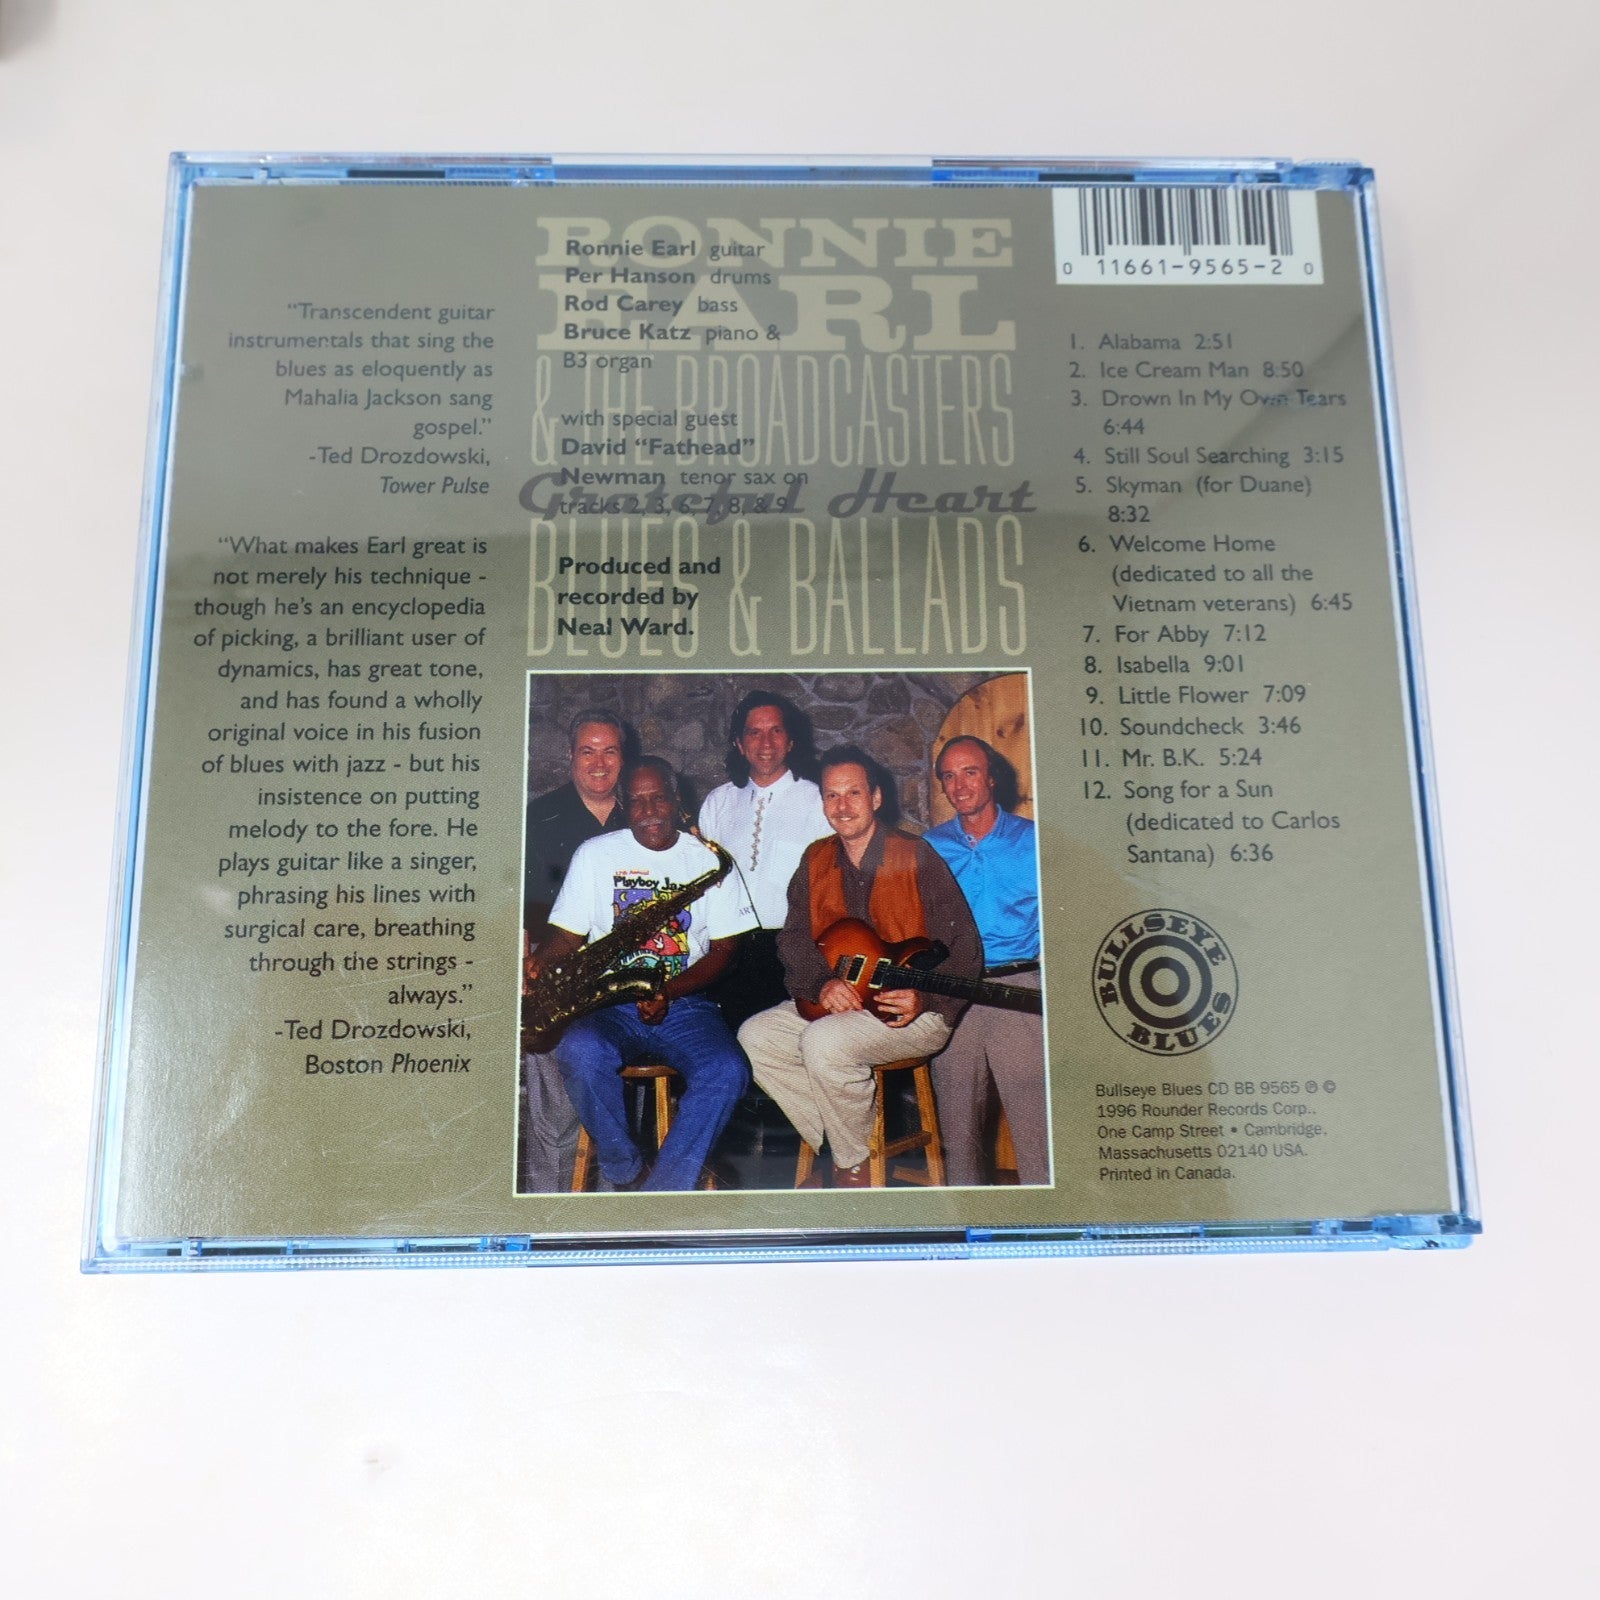 RONNIE
EARL
& THE BROADCASTERS
Grateful Heart
BLUES & BALLADS
"Transcendent guitar
instrumentals that sing the
blues as eloquently as
Mahalia Jackson sang
gospel."
-Ted Drozdowski,
Tower Pulse
"What makes Earl great is
not merely his technique -
though he's an encyclopedia
of picking, a brilliant user of
dynamics, has great tone,
and has found a wholly
original voice in his fusion
of blues with jazz - but his
insistence on putting
melody to the fore. He
plays guitar like a singer,
phrasing his lines with
surgical care, breathing
through the strings -
always."
-Ted Drozdowski,
Boston Phoenix
Ronnie Earl guitar
Per Hanson drums
Rod Carey bass
Bruce Katz piano &
B3 organ
with special guest
David "Fathead"
Newman tenor sax on
tracks 2, 3, 6, 7, 8, & 9
Produced and
recorded by
Neal Ward.
Playboy Jaz
0 11661-9565-2 0
1. Alabama 2:51
2. Ice Cream Man 8:50
3. Drown In My Own Tears
6:44
4. Still Soul Searching 3:15
5. Skyman (for Duane)
8:32
6. Welcome Home
(dedicated to all the
Vietnam veterans) 6:45
7. For Abby 7:12
8. Isabella 9:01
9. Little Flower 7:09
10. Soundcheck 3:46
11. Mr. B.K. 5:24
12. Song for a Sun
(dedicated to Carlos
Santana) 6:36
BULLSEYE
BLUES
Bullseye Blues CD BB 9565 ℗ ©
1996 Rounder Records Corp.,
One Camp Street • Cambridge,
Massachusetts 02140 USA.
Printed in Canada.